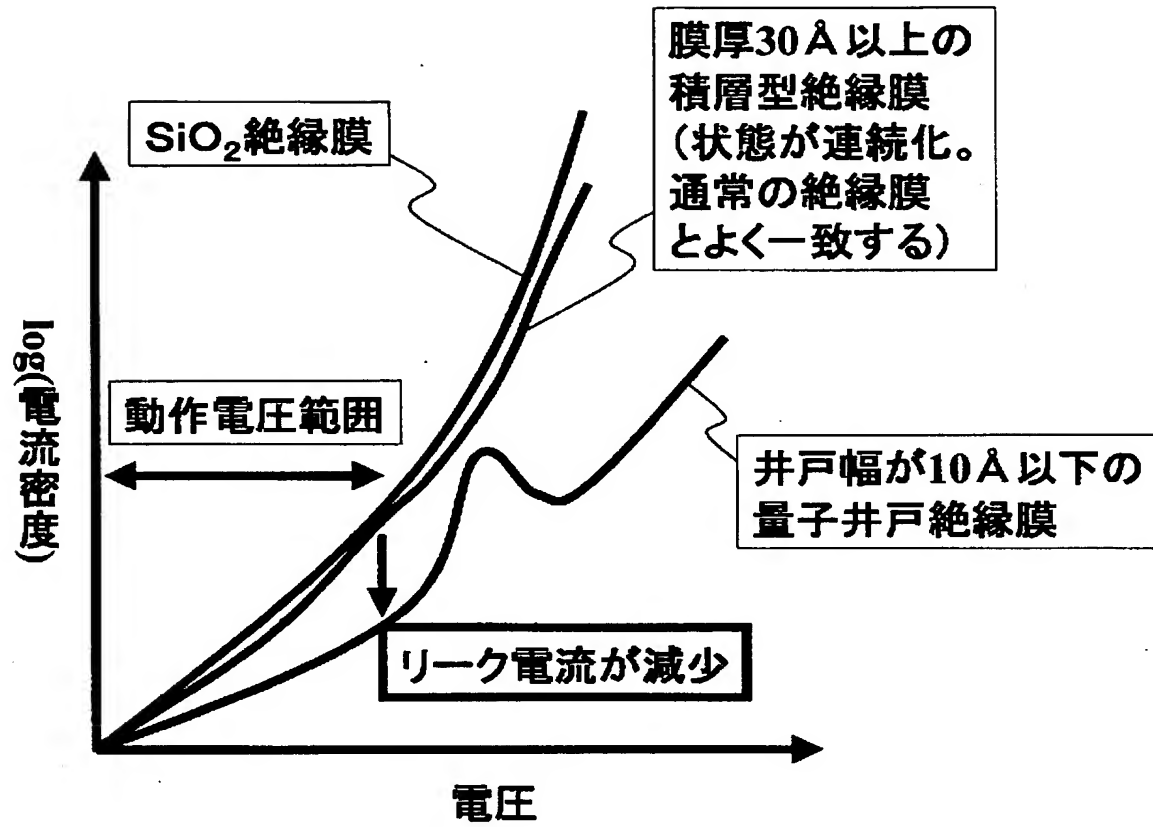 膜厚30Å以上の
積層型絶縁膜
(状態が連続化。
通常の絶縁膜
とよく一致する)
SiO₂絶縁膜
log(電流密度)
動作電圧範囲
井戸幅が10Å以下の
量子井戸絶縁膜
リーク電流が減少
電圧